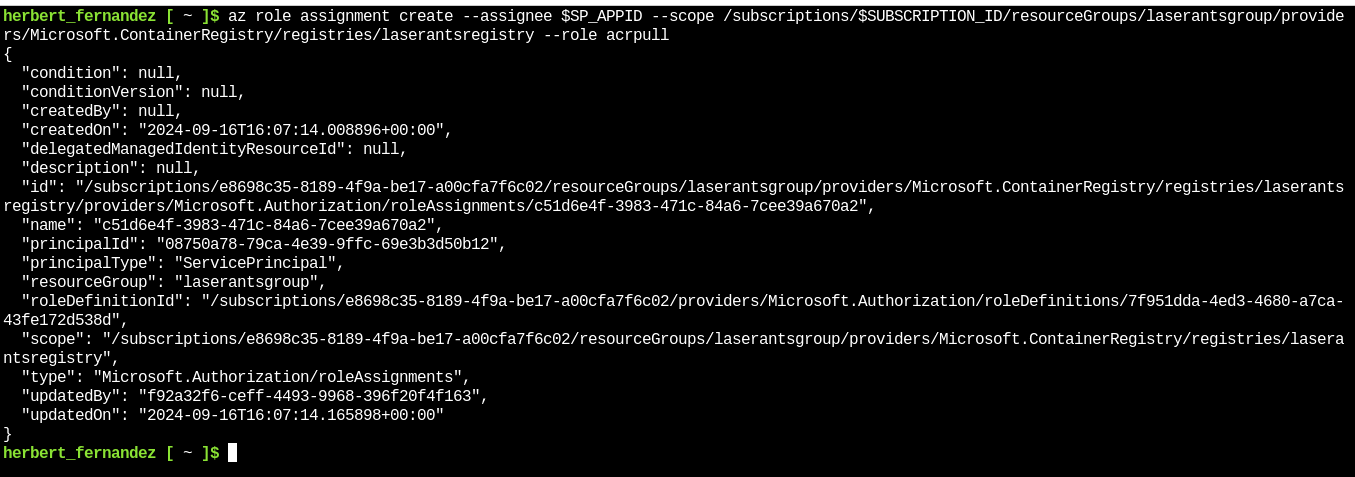 herbert_fernandez [ ~ ]$ az role assignment create --assignee $SP_APPID --scope /subscriptions/$SUBSCRIPTION_ID/resourceGroups/laserantsgroup/provide
rs/Microsoft.ContainerRegistry/registries/laserantsregistry --role acrpull
{
  "condition": null,
  "conditionVersion": null,
  "createdBy": null,
  "createdOn": "2024-09-16T16:07:14.008896+00:00",
  "delegatedManagedIdentityResourceId": null,
  "description": null,
  "id": "/subscriptions/e8698c35-8189-4f9a-be17-a00cfa7f6c02/resourceGroups/laserantsgroup/providers/Microsoft.ContainerRegistry/registries/laserants
registry/providers/Microsoft.Authorization/roleAssignments/c51d6e4f-3983-471c-84a6-7cee39a670a2",
  "name": "c51d6e4f-3983-471c-84a6-7cee39a670a2",
  "principalId": "08750a78-79ca-4e39-9ffc-69e3b3d50b12",
  "principalType": "ServicePrincipal",
  "resourceGroup": "laserantsgroup",
  "roleDefinitionId": "/subscriptions/e8698c35-8189-4f9a-be17-a00cfa7f6c02/providers/Microsoft.Authorization/roleDefinitions/7f951dda-4ed3-4680-a7ca-
43fe172d538d",
  "scope": "/subscriptions/e8698c35-8189-4f9a-be17-a00cfa7f6c02/resourceGroups/laserantsgroup/providers/Microsoft.ContainerRegistry/registries/lasera
ntsregistry",
  "type": "Microsoft.Authorization/roleAssignments",
  "updatedBy": "f92a32f6-ceff-4493-9968-396f20f4f163",
  "updatedOn": "2024-09-16T16:07:14.165898+00:00"
}
herbert_fernandez [ ~ ]$